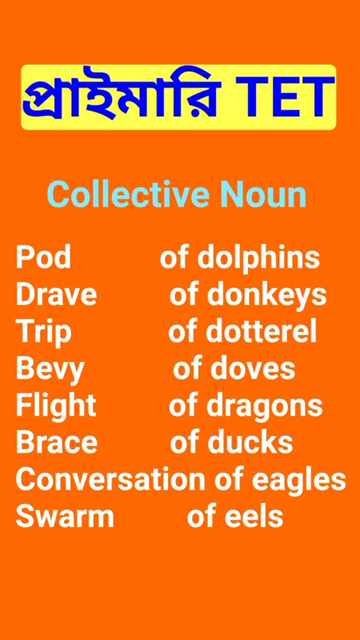 প্রাইমারি TET
Collective Noun
Pod of dolphins
Drave of donkeys
Trip of dotterel
Bevy of doves
Flight of dragons
Brace of ducks
Conversation of eagles
Swarm of eels